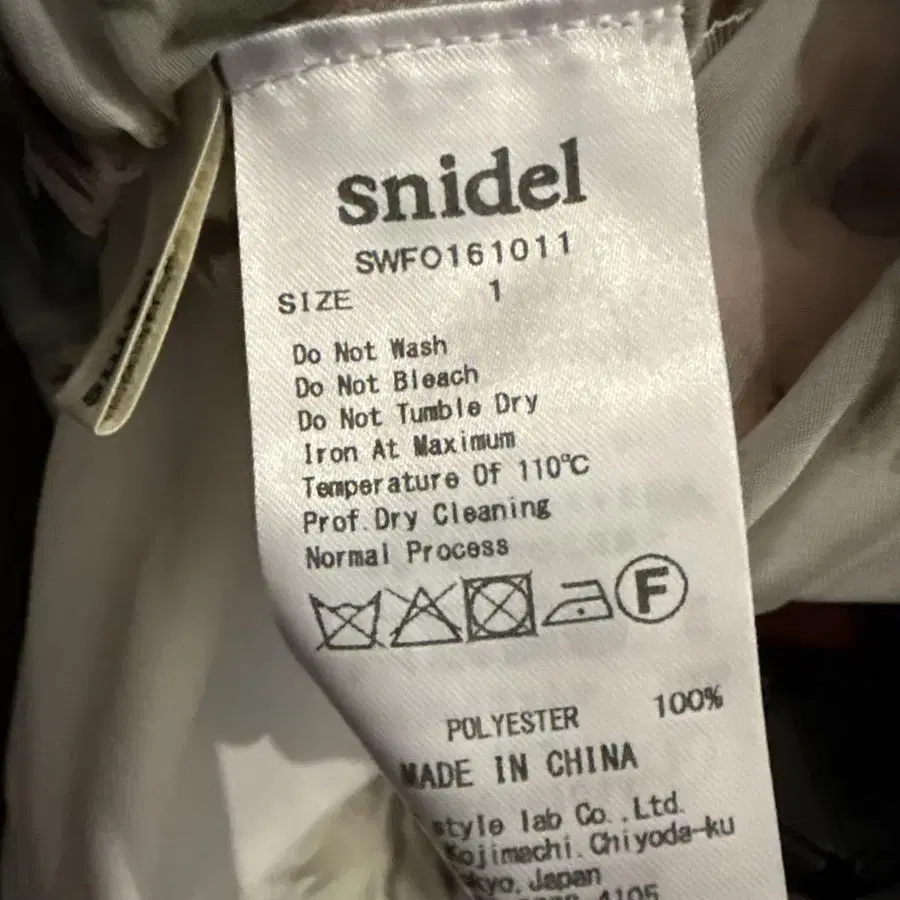 snidel
SWFO161011
SIZE 1
Do Not Wash
Do Not Bleach
Do Not Tumble Dry
Iron At Maximum
Temperature Of 110℃
Prof.Dry Cleaning
Normal Process
F
POLYESTER 100%
MADE IN CHINA
style lab Co.,Ltd.
Kojimachi.Chiyoda-ku
Japan
4105